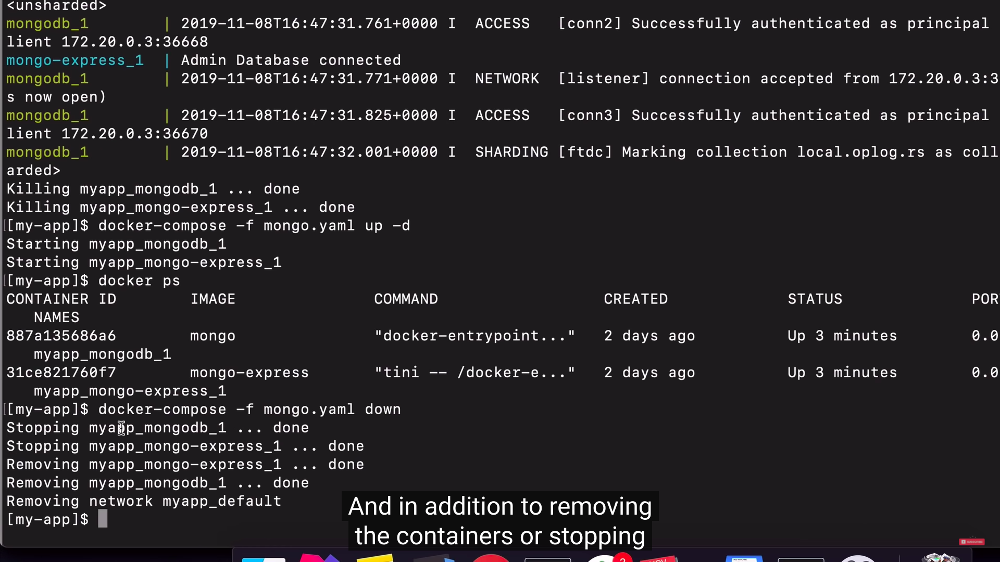 <unsharded>
mongodb_1 | 2019-11-08T16:47:31.761+0000 I ACCESS [conn2] Successfully authenticated as principal
lient 172.20.0.3:36668
mongo-express_1 | Admin Database connected
mongodb_1 | 2019-11-08T16:47:31.771+0000 I NETWORK [listener] connection accepted from 172.20.0.3:3
s now open)
mongodb_1 | 2019-11-08T16:47:31.825+0000 I ACCESS [conn3] Successfully authenticated as principal
lient 172.20.0.3:36670
mongodb_1 | 2019-11-08T16:47:32.001+0000 I SHARDING [ftdc] Marking collection local.oplog.rs as coll
arded>
Killing myapp_mongodb_1 ... done
Killing myapp_mongo-express_1 ... done
[[my-app]$ docker-compose -f mongo.yaml up -d
Starting myapp_mongodb_1
Starting myapp_mongo-express_1
[[my-app]$ docker ps
CONTAINER ID IMAGE COMMAND CREATED STATUS POR
NAMES
887a135686a6 mongo "docker-entrypoint..." 2 days ago Up 3 minutes 0.0
myapp_mongodb_1
31ce821760f7 mongo-express "tini -- /docker-e..." 2 days ago Up 3 minutes 0.0
myapp_mongo-express_1
[[my-app]$ docker-compose -f mongo.yaml down
Stopping myapp_mongodb_1 ... done
Stopping myapp_mongo-express_1 ... done
Removing myapp_mongo-express_1 ... done
Removing myapp_mongodb_1 ... done
Removing network myapp_default
[my-app]$
And in addition to removing
the containers or stopping
SUBSCRIBE
2
NOV
KEYNOTE